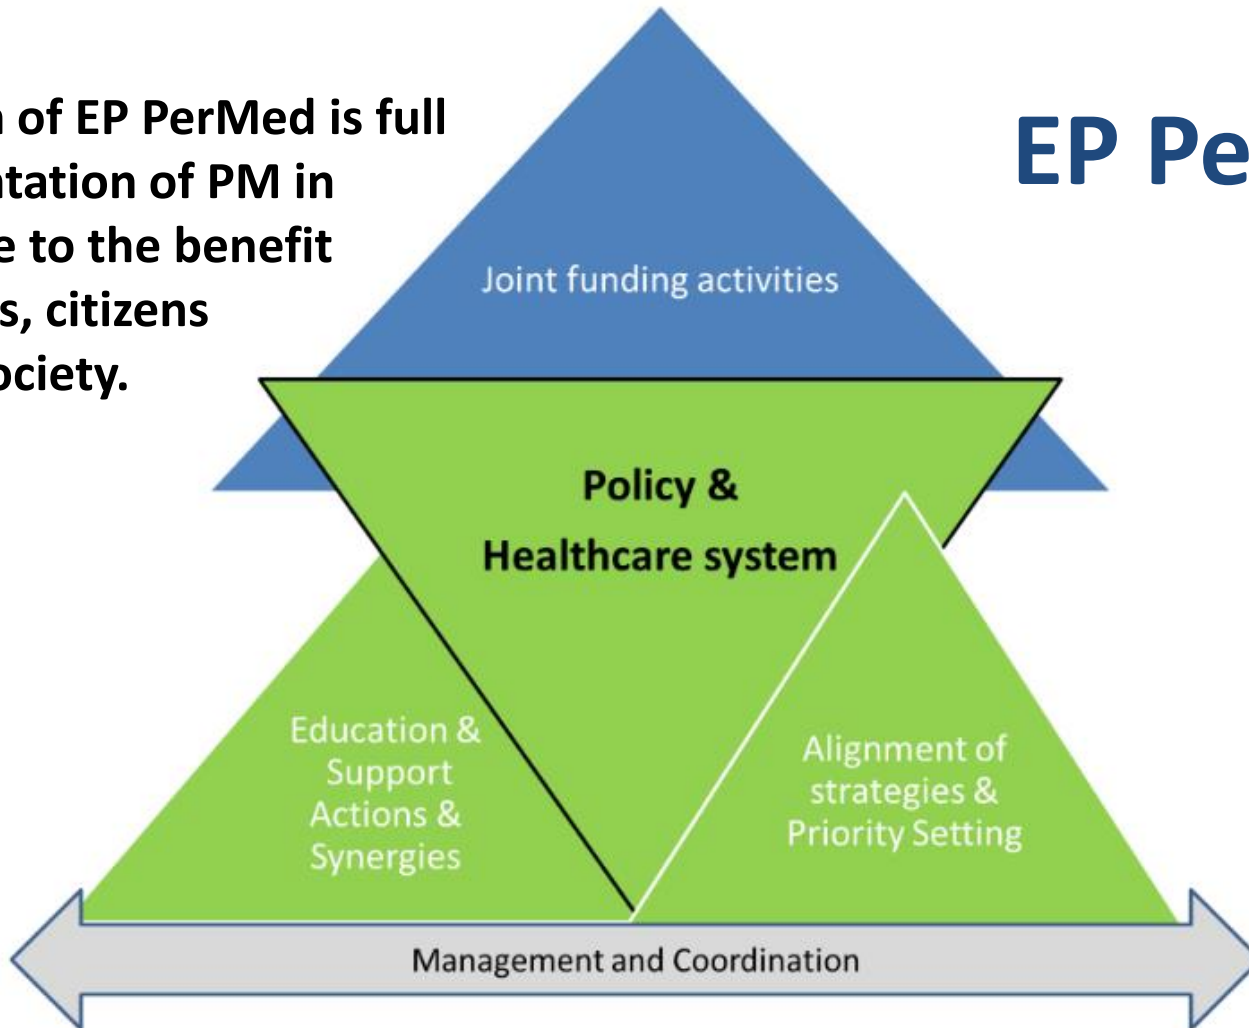 of EP PerMed is full
ntation of PM in
e to the benefit
s, citizens
ociety.
EP Pe
Joint funding activities
Policy &
Healthcare system
Education &
Support
Actions &
Synergies
Alignment of
strategies &
Priority Setting
Management and Coordination